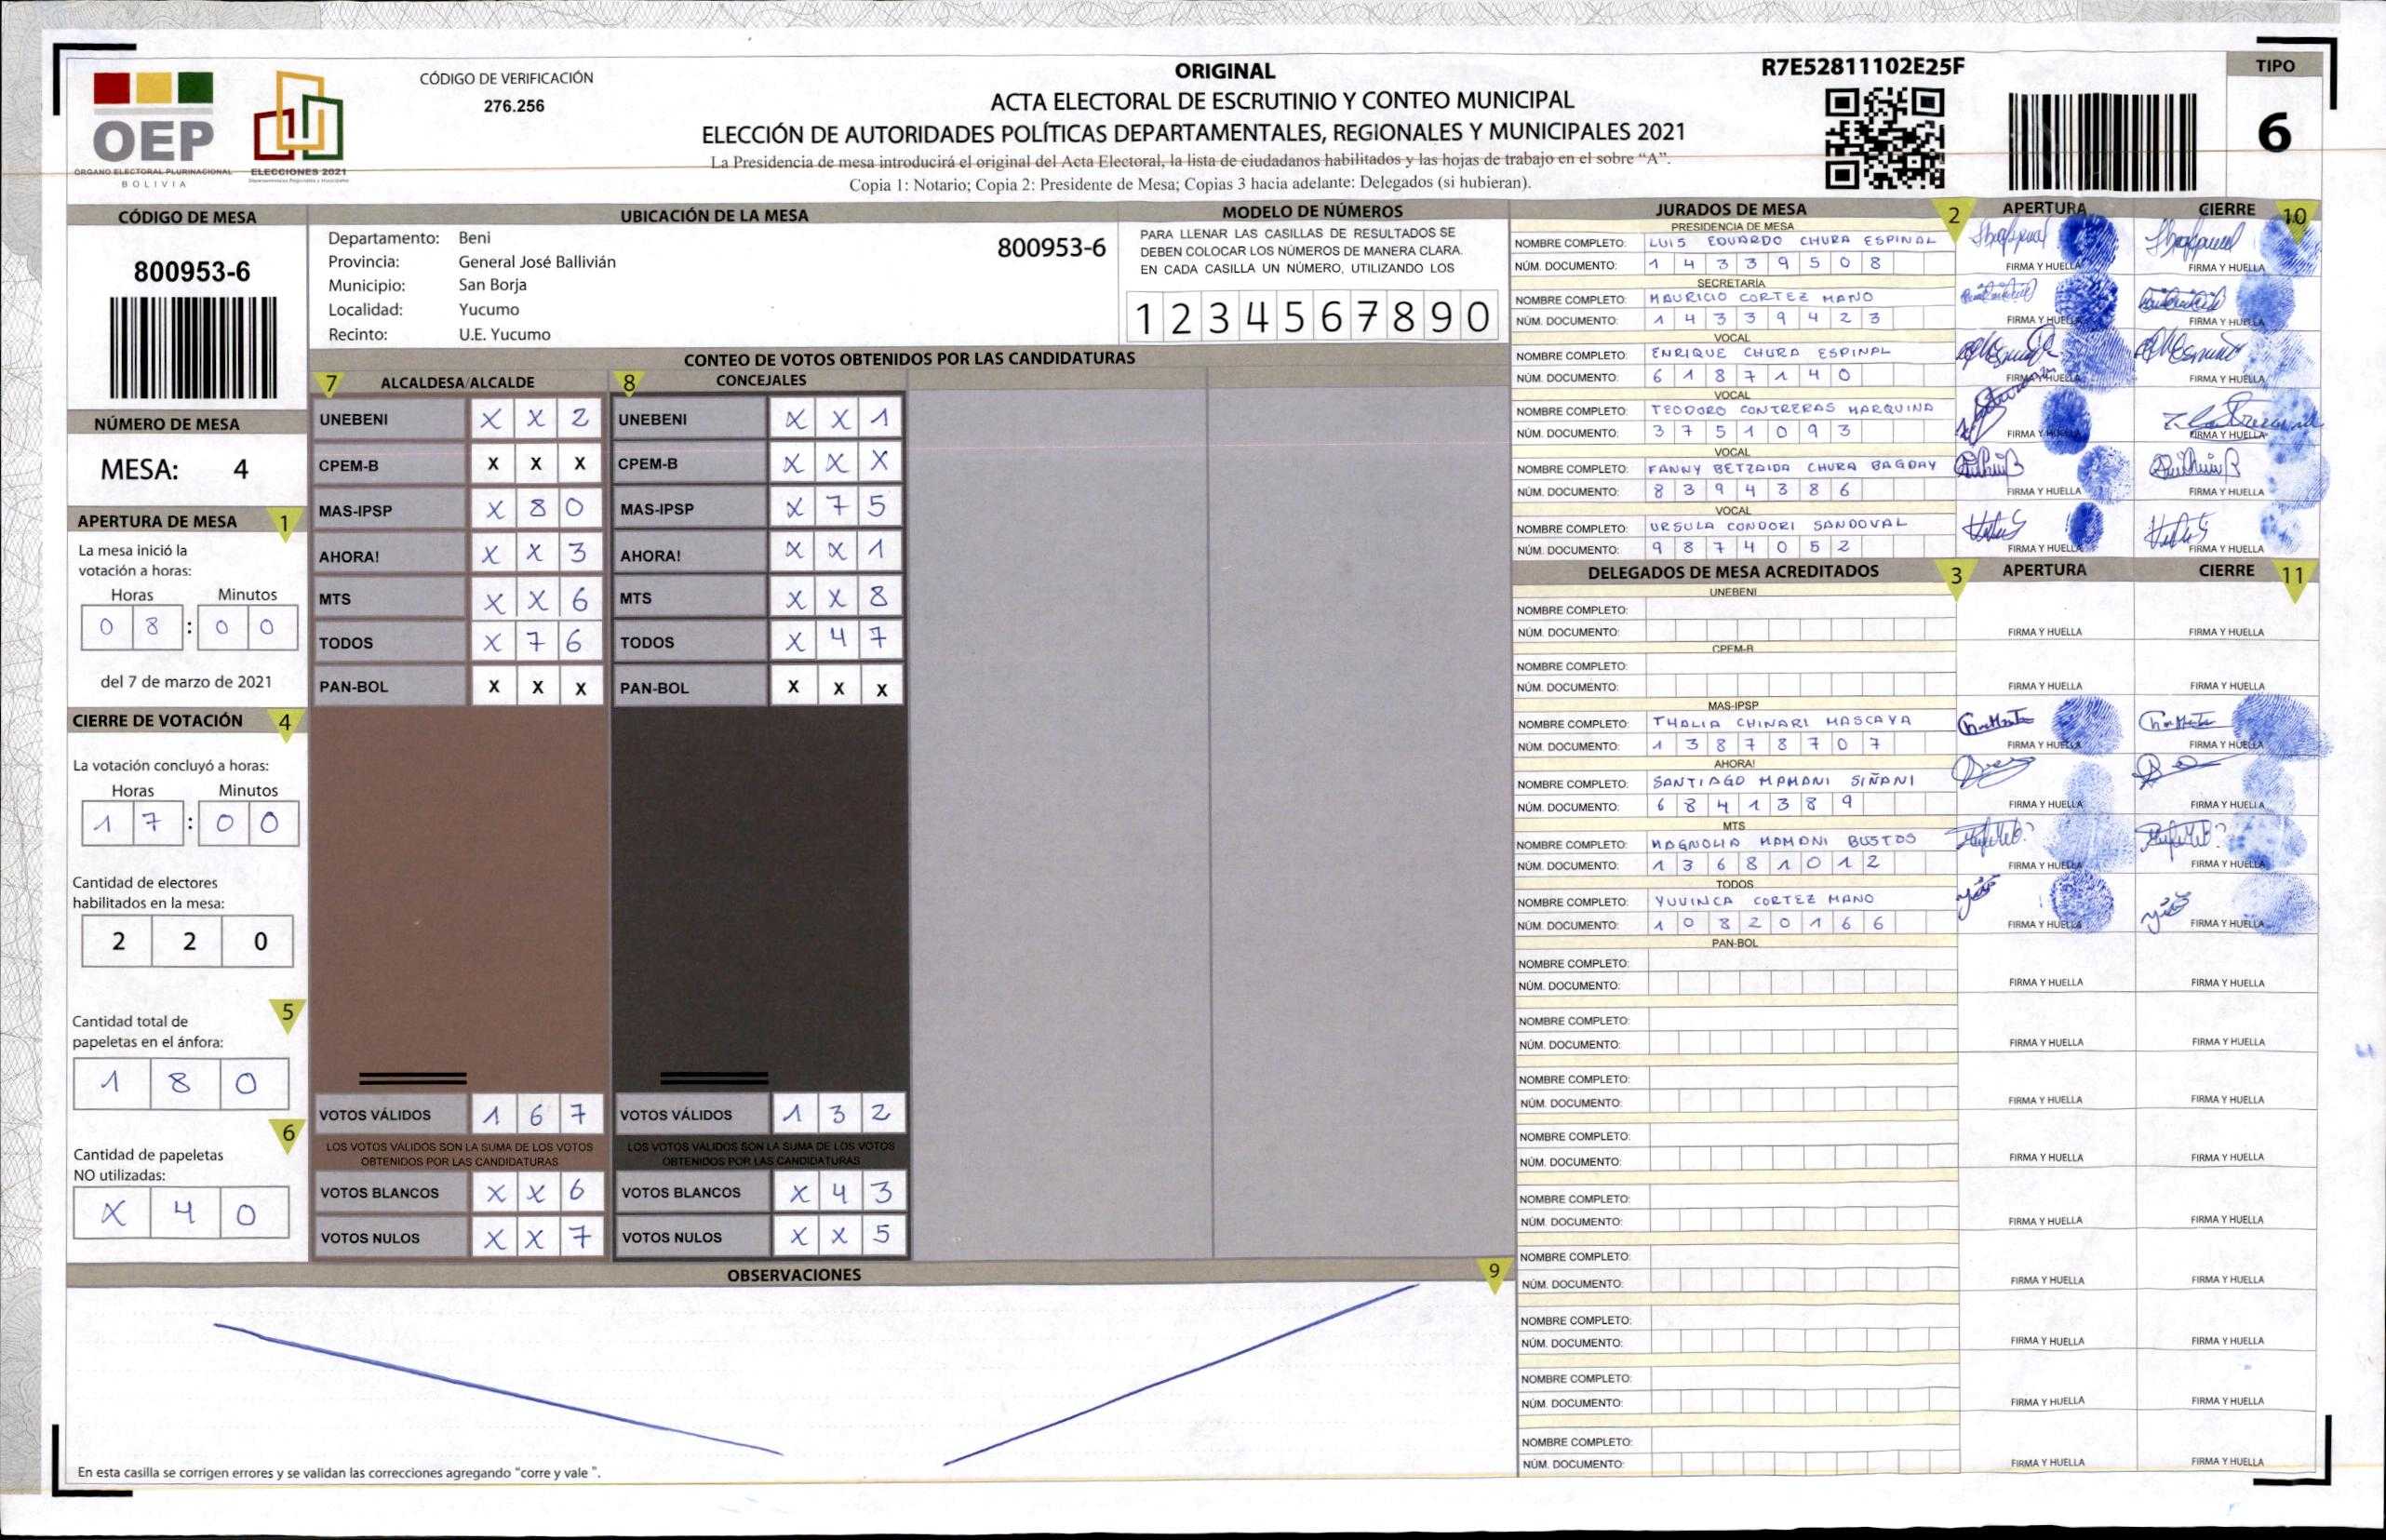 ORIGINAL
R7E52811102E25F
TIPO
6
CÓDIGO DE VERIFICACIÓN
276.256
OEP
ÓRGANO ELECTORAL PLURINACIONAL
BOLIVIA
ELECCIONES 2021
ACTA ELECTORAL DE ESCRUTINIO Y CONTEO MUNICIPAL
ELECCIÓN DE AUTORIDADES POLÍTICAS DEPARTAMENTALES, REGIONALES Y MUNICIPALES 2021
La Presidencia de mesa introducirá el original del Acta Electoral, la lista de ciudadanos habilitados y las hojas de trabajo en el sobre "A".
Copia 1: Notario; Copia 2: Presidente de Mesa; Copias 3 hacia adelante: Delegados (si hubieran).
CÓDIGO DE MESA
800953-6
NÚMERO DE MESA
MESA: 4
APERTURA DE MESA 1
La mesa inició la
votación a horas:
Horas Minutos
0 8 : 0 0
del 7 de marzo de 2021
CIERRE DE VOTACIÓN 4
La votación concluyó a horas:
Horas Minutos
1 7 : 0 0
Cantidad de electores
habilitados en la mesa:
2 2 0
5
Cantidad total de
papeletas en el ánfora:
1 8 0
6
Cantidad de papeletas
NO utilizadas:
X 4 0
UBICACIÓN DE LA MESA
Departamento: Beni
800953-6
Provincia: General José Ballivián
Municipio: San Borja
Localidad: Yucumo
Recinto: U.E. Yucumo
MODELO DE NÚMEROS
PARA LLENAR LAS CASILLAS DE RESULTADOS SE
DEBEN COLOCAR LOS NÚMEROS DE MANERA CLARA.
EN CADA CASILLA UN NÚMERO, UTILIZANDO LOS
1 2 3 4 5 6 7 8 9 0
CONTEO DE VOTOS OBTENIDOS POR LAS CANDIDATURAS
7 ALCALDESA/ALCALDE
UNEBENI X X 2
CPEM-B X X X
MAS-IPSP X 8 0
AHORA! X X 3
MTS X X 6
TODOS X 7 6
PAN-BOL X X X
VOTOS VÁLIDOS 1 6 7
LOS VOTOS VÁLIDOS SON LA SUMA DE LOS VOTOS
OBTENIDOS POR LAS CANDIDATURAS
VOTOS BLANCOS X X 6
VOTOS NULOS X X 7
8 CONCEJALES
UNEBENI X X 1
CPEM-B X X X
MAS-IPSP X 7 5
AHORA! X X 1
MTS X X 8
TODOS X 4 7
PAN-BOL X X X
VOTOS VÁLIDOS 1 3 2
LOS VOTOS VÁLIDOS SON LA SUMA DE LOS VOTOS
OBTENIDOS POR LAS CANDIDATURAS
VOTOS BLANCOS X 4 3
VOTOS NULOS X X 5
OBSERVACIONES 9
En esta casilla se corrigen errores y se validan las correcciones agregando "corre y vale ".
JURADOS DE MESA 2 APERTURA CIERRE 10
PRESIDENCIA DE MESA
NOMBRE COMPLETO: LUIS EDUARDO CHURA ESPINAL
NÚM. DOCUMENTO: 1 4 3 3 9 5 0 8 FIRMA Y HUELLA FIRMA Y HUELLA
SECRETARÍA
NOMBRE COMPLETO: MAURICIO CORTEZ MANO
NÚM. DOCUMENTO: 1 4 3 3 9 4 2 3 FIRMA Y HUELLA FIRMA Y HUELLA
VOCAL
NOMBRE COMPLETO: ENRIQUE CHURA ESPINAL
NÚM. DOCUMENTO: 6 1 8 7 1 4 0 FIRMA Y HUELLA FIRMA Y HUELLA
VOCAL
NOMBRE COMPLETO: TEODORO CONTRERAS MARQUINA
NÚM. DOCUMENTO: 3 7 5 1 0 9 3 FIRMA Y HUELLA FIRMA Y HUELLA
VOCAL
NOMBRE COMPLETO: FANNY BETZAIDA CHURA BAGDAY
NÚM. DOCUMENTO: 8 3 9 4 3 8 6 FIRMA Y HUELLA FIRMA Y HUELLA
VOCAL
NOMBRE COMPLETO: URSULA CONDORI SANDOVAL
NÚM. DOCUMENTO: 9 8 7 4 0 5 2 FIRMA Y HUELLA FIRMA Y HUELLA
DELEGADOS DE MESA ACREDITADOS 3 APERTURA CIERRE 11
UNEBENI
NOMBRE COMPLETO:
NÚM. DOCUMENTO: FIRMA Y HUELLA FIRMA Y HUELLA
CPEM-B
NOMBRE COMPLETO:
NÚM. DOCUMENTO: FIRMA Y HUELLA FIRMA Y HUELLA
MAS-IPSP
NOMBRE COMPLETO: THALIA CHINARI MASCAYA
NÚM. DOCUMENTO: 1 3 8 7 8 7 0 7 FIRMA Y HUELLA FIRMA Y HUELLA
AHORA!
NOMBRE COMPLETO: SANTIAGO MAMANI SIÑANI
NÚM. DOCUMENTO: 6 8 4 1 3 8 9 FIRMA Y HUELLA FIRMA Y HUELLA
MTS
NOMBRE COMPLETO: MAGNOLIA MAMANI BUSTOS
NÚM. DOCUMENTO: 1 3 6 8 1 0 1 2 FIRMA Y HUELLA FIRMA Y HUELLA
TODOS
NOMBRE COMPLETO: YUVINCA CORTEZ MANO
NÚM. DOCUMENTO: 1 0 8 2 0 1 6 6 FIRMA Y HUELLA FIRMA Y HUELLA
PAN-BOL
NOMBRE COMPLETO:
NÚM. DOCUMENTO: FIRMA Y HUELLA FIRMA Y HUELLA
NOMBRE COMPLETO:
NÚM. DOCUMENTO: FIRMA Y HUELLA FIRMA Y HUELLA
NOMBRE COMPLETO:
NÚM. DOCUMENTO: FIRMA Y HUELLA FIRMA Y HUELLA
NOMBRE COMPLETO:
NÚM. DOCUMENTO: FIRMA Y HUELLA FIRMA Y HUELLA
NOMBRE COMPLETO:
NÚM. DOCUMENTO: FIRMA Y HUELLA FIRMA Y HUELLA
NOMBRE COMPLETO:
NÚM. DOCUMENTO: FIRMA Y HUELLA FIRMA Y HUELLA
NOMBRE COMPLETO:
NÚM. DOCUMENTO: FIRMA Y HUELLA FIRMA Y HUELLA
NOMBRE COMPLETO:
NÚM. DOCUMENTO: FIRMA Y HUELLA FIRMA Y HUELLA
NOMBRE COMPLETO:
NÚM. DOCUMENTO: FIRMA Y HUELLA FIRMA Y HUELLA